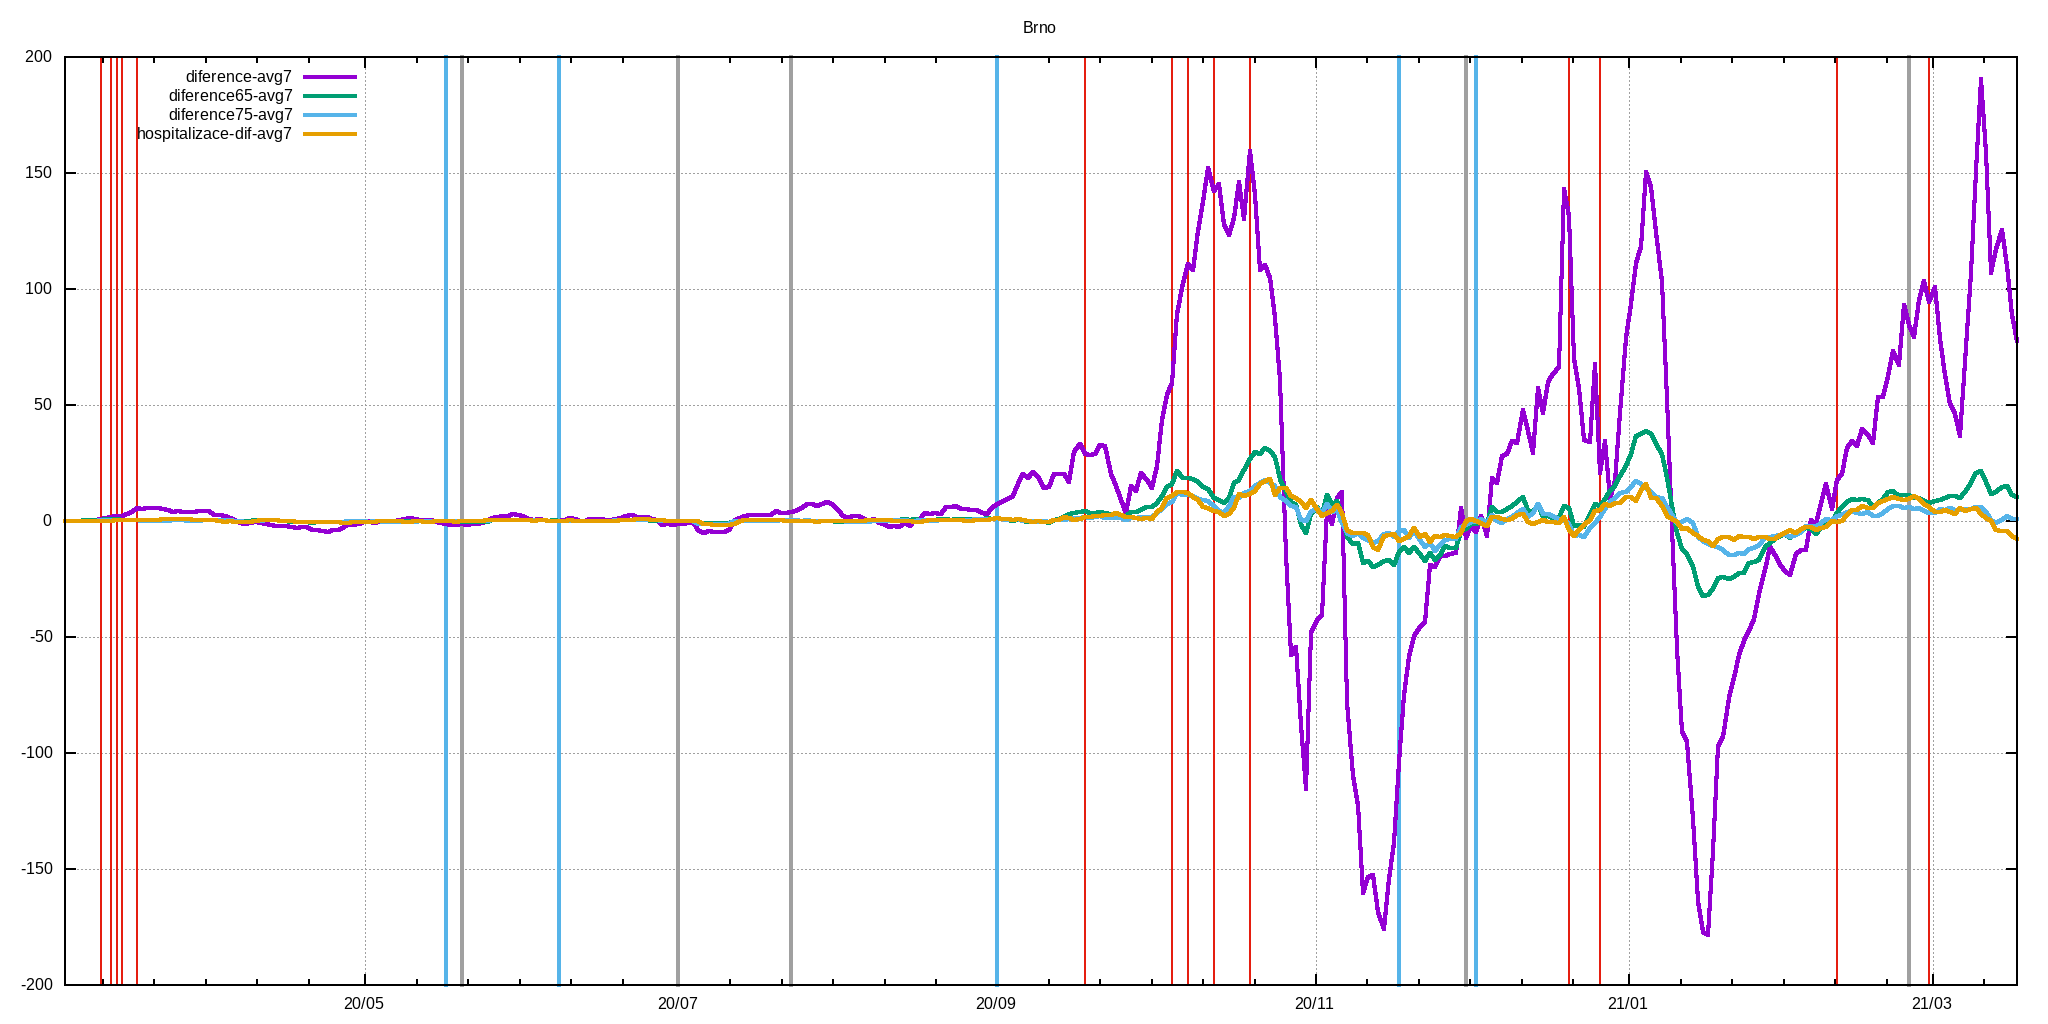 Brno
diference-avg7
diference65-avg7
diference75-avg7
hospitalizace-dif-avg7
200
150
100
50
0
-50
-100
-150
-200
20/05 20/07 20/09 20/11 21/01 21/03